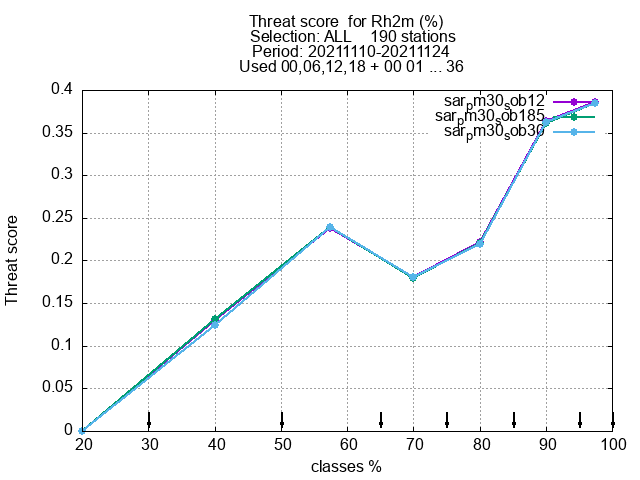 Threat score  for Rh2m (%)
Selection: ALL    190 stations
Period: 20211110-20211124
Used 00,06,12,18 + 00 01 ... 36
sar_pm30_sob12
sar_pm30_sob185
sar_pm30_sob30
0.4
0.35
0.3
0.25
0.2
0.15
0.1
0.05
0
Threat score
20 30 40 50 60 70 80 90 100
classes %